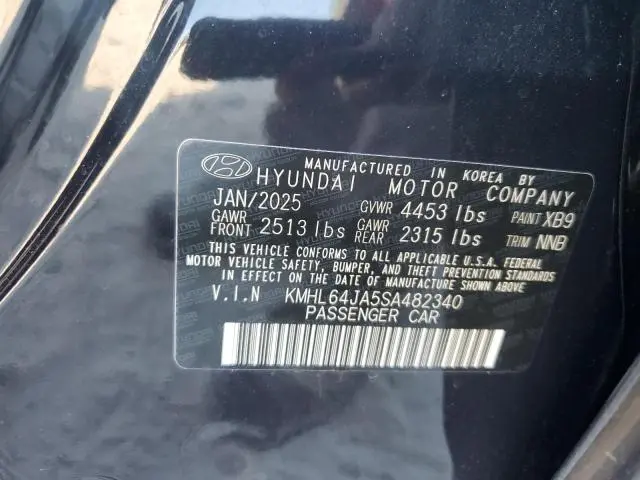 MANUFACTURED IN KOREA BY
HYUNDAI MOTOR COMPANY
JAN/2025 GVWR 4453 lbs PAINT XB9
GAWR FRONT 2513 lbs GAWR REAR 2315 lbs TRIM NNB
THIS VEHICLE CONFORMS TO ALL APPLICABLE U.S.A. FEDERAL
MOTOR VEHICLE SAFETY, BUMPER, AND THEFT PREVENTION STANDARDS
IN EFFECT ON THE DATE OF MANUFACTURE SHOWN ABOVE.
V.I.N KMHL64JA5SA482340
PASSENGER CAR